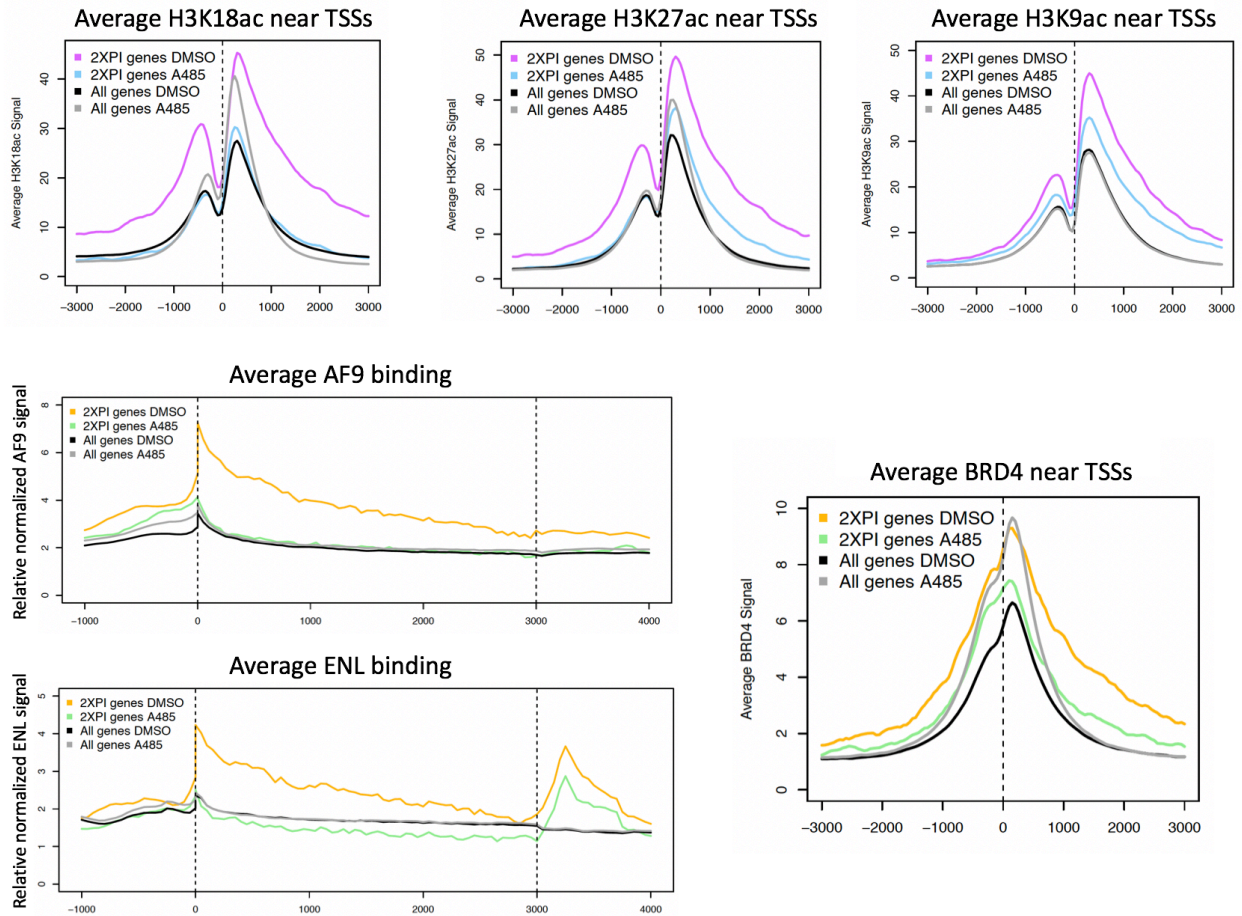 Average H3K18ac near TSSs
Average H3K18ac Signal
2XPI genes DMSO
2XPI genes A485
All genes DMSO
All genes A485
40
30
20
10
0
−3000 −2000 −1000 0 1000 2000 3000
Average H3K27ac near TSSs
Average H3K27ac Signal
2XPI genes DMSO
2XPI genes A485
All genes DMSO
All genes A485
50
40
30
20
10
0
−3000 −2000 −1000 0 1000 2000 3000
Average H3K9ac near TSSs
Average H3K9ac Signal
2XPI genes DMSO
2XPI genes A485
All genes DMSO
All genes A485
50
40
30
20
10
0
−3000 −2000 −1000 0 1000 2000 3000
Average AF9 binding
Relative normalized AF9 signal
2XPI genes DMSO
2XPI genes A485
All genes DMSO
All genes A485
8
6
4
2
0
−1000 0 1000 2000 3000 4000
Average ENL binding
Relative normalized ENL signal
2XPI genes DMSO
2XPI genes A485
All genes DMSO
All genes A485
5
4
3
2
1
0
−1000 0 1000 2000 3000 4000
Average BRD4 near TSSs
Average BRD4 Signal
2XPI genes DMSO
2XPI genes A485
All genes DMSO
All genes A485
10
8
6
4
2
0
−3000 −2000 −1000 0 1000 2000 3000